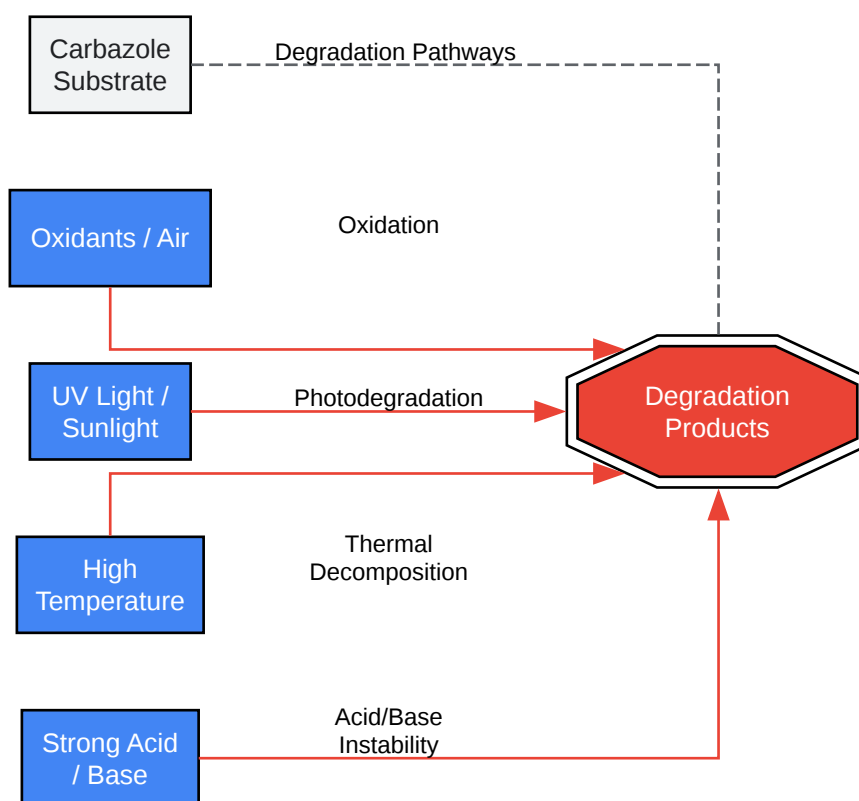 Carbazole
Substrate
Degradation Pathways
Oxidants / Air
Oxidation
UV Light /
Sunlight
Photodegradation
Degradation
Products
High
Temperature
Thermal
Decomposition
Strong Acid
/ Base
Acid/Base
Instability